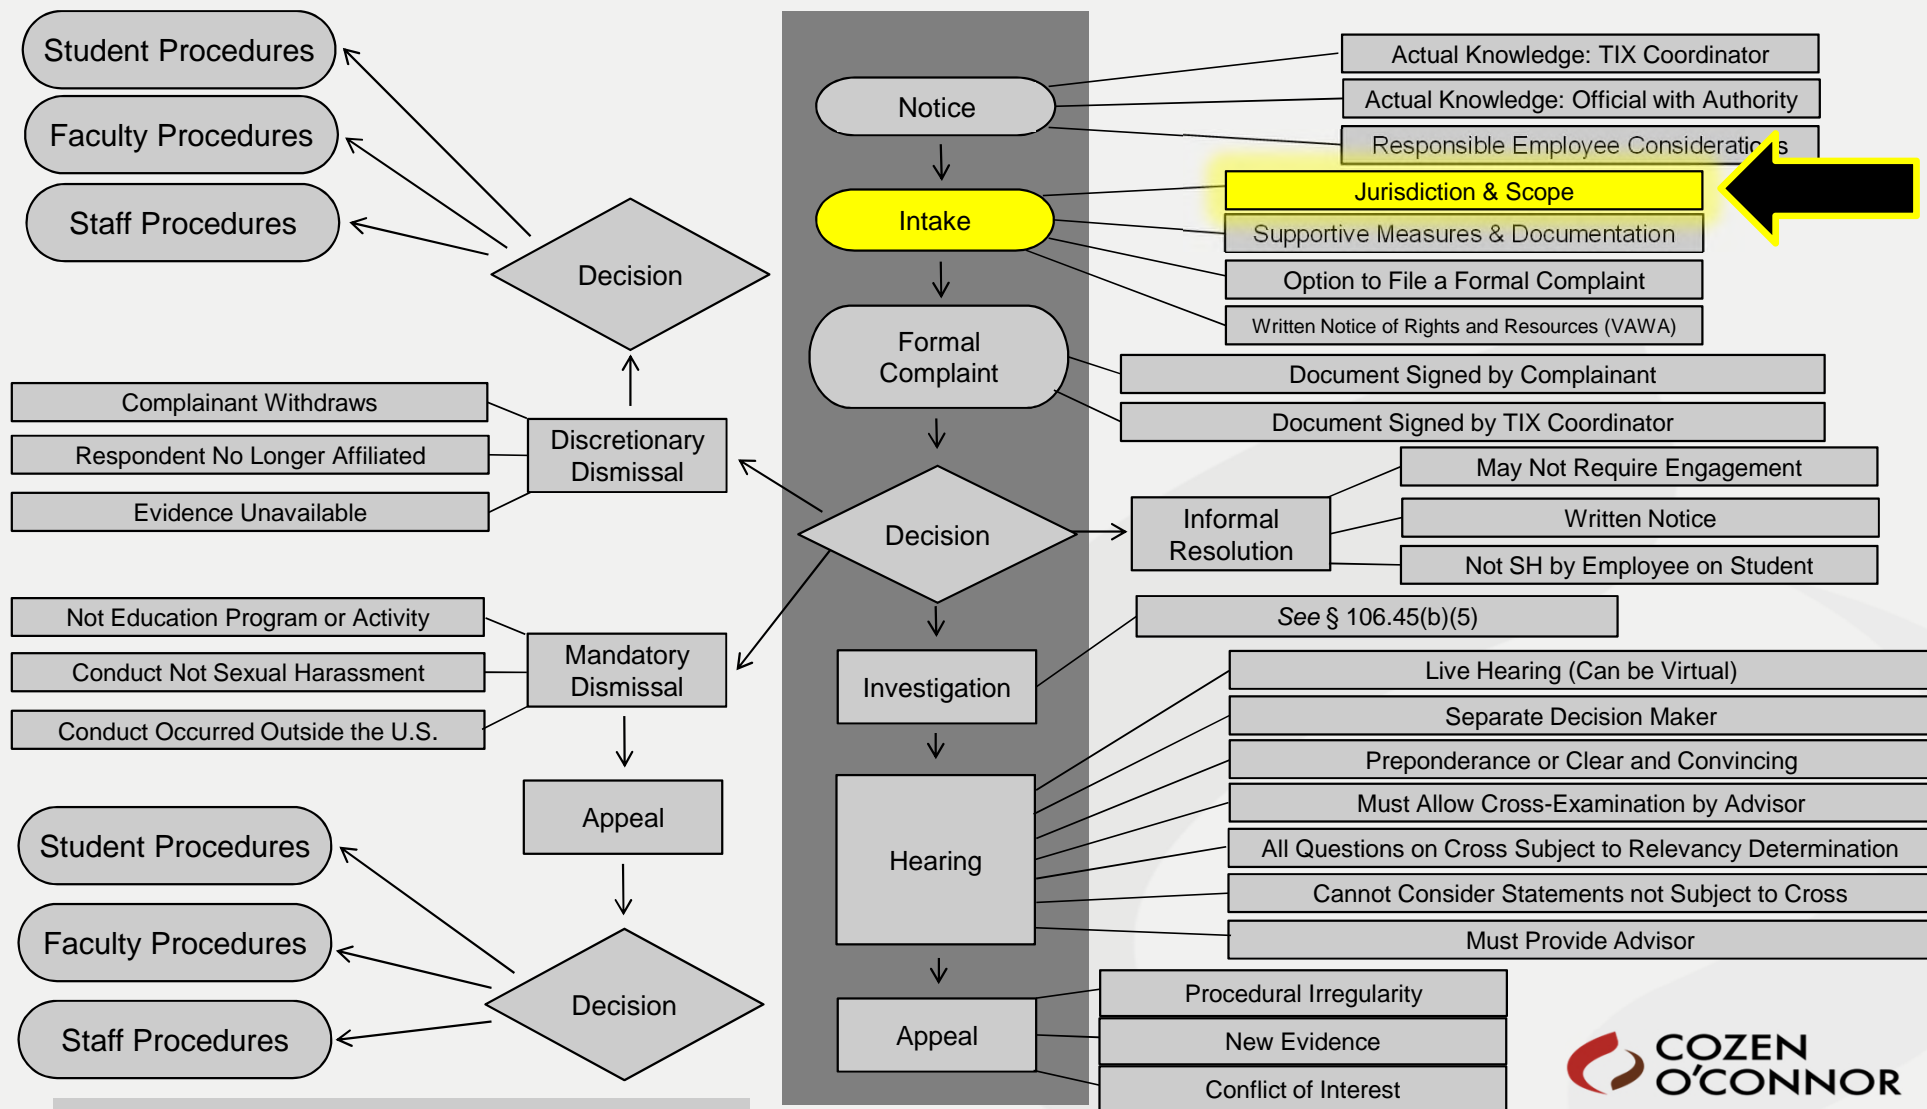 Student Procedures
Faculty Procedures
Staff Procedures
Decision
Complainant Withdraws
Respondent No Longer Affiliated
Evidence Unavailable
Discretionary
Dismissal
Not Education Program or Activity
Conduct Not Sexual Harassment
Conduct Occurred Outside the U.S.
Mandatory
Dismissal
Appeal
Student Procedures
Faculty Procedures
Staff Procedures
Decision
Notice
Actual Knowledge: TIX Coordinator
Actual Knowledge: Official with Authority
Responsible Employee Considerations
Intake
Jurisdiction & Scope
Supportive Measures & Documentation
Option to File a Formal Complaint
Written Notice of Rights and Resources (VAWA)
Formal
Complaint
Document Signed by Complainant
Document Signed by TIX Coordinator
Decision
Informal
Resolution
May Not Require Engagement
Written Notice
Not SH by Employee on Student
See § 106.45(b)(5)
Investigation
Hearing
Live Hearing (Can be Virtual)
Separate Decision Maker
Preponderance or Clear and Convincing
Must Allow Cross-Examination by Advisor
All Questions on Cross Subject to Relevancy Determination
Cannot Consider Statements not Subject to Cross
Must Provide Advisor
Appeal
Procedural Irregularity
New Evidence
Conflict of Interest
COZEN
O'CONNOR